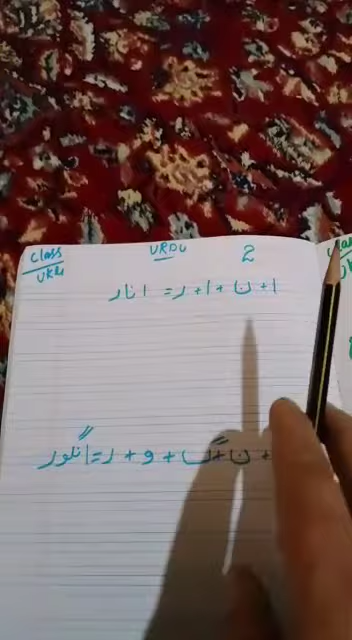 Class URDU 2
UKG
ا + ن + ا + ر = انار
+ ن + گ + و + ر = انگور